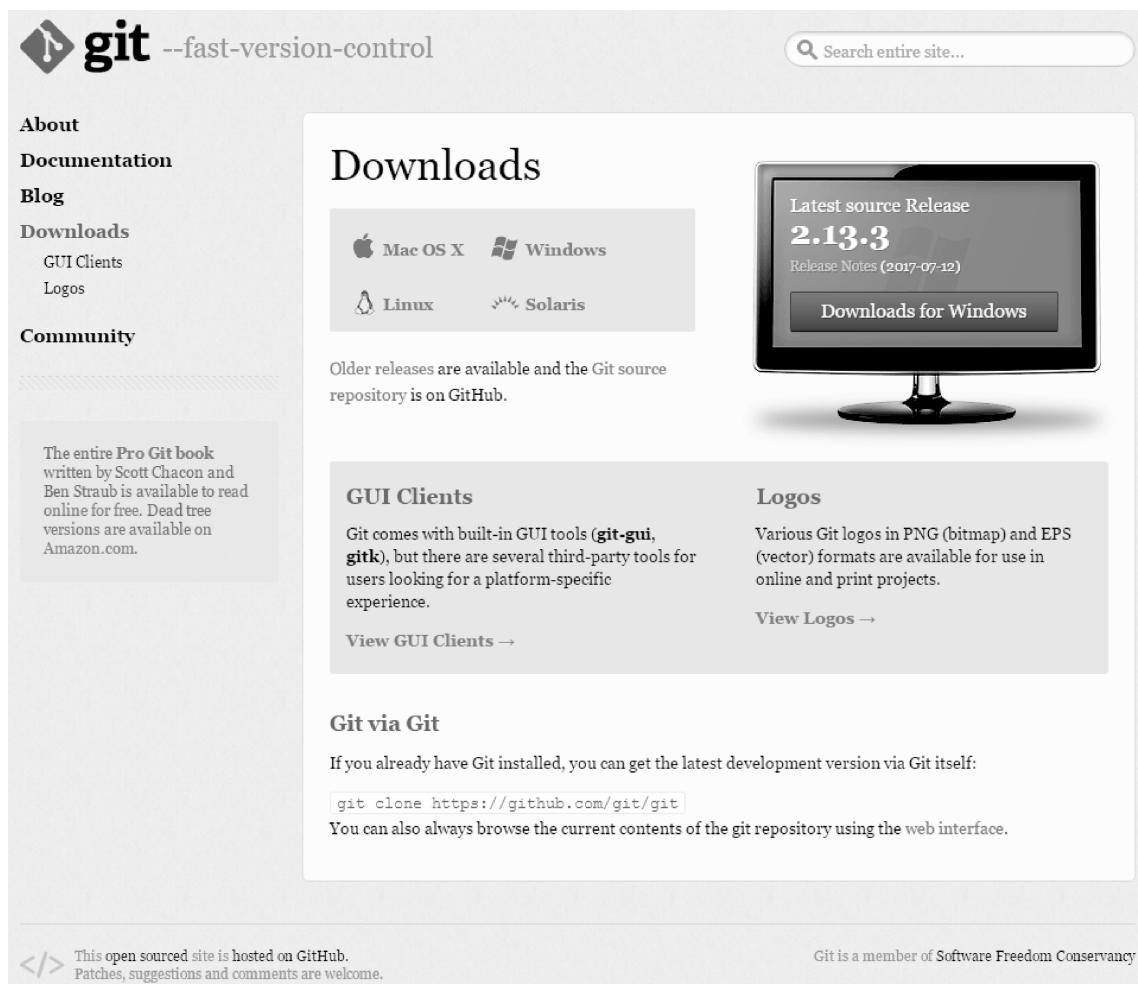 git --fast-version-control
Search entire site...
About
Documentation
Blog
Downloads
GUI Clients
Logos
Community
The entire Pro Git book
written by Scott Chacon and
Ben Straub is available to read
online for free. Dead tree
versions are available on
Amazon.com.
Downloads
Mac OS X
Windows
Linux
Solaris
Older releases are available and the Git source
repository is on GitHub.
Latest source Release
2.13.3
Release Notes (2017-07-12)
Downloads for Windows
GUI Clients
Git comes with built-in GUI tools (git-gui,
gitk), but there are several third-party tools for
users looking for a platform-specific
experience.
View GUI Clients →
Logos
Various Git logos in PNG (bitmap) and EPS
(vector) formats are available for use in
online and print projects.
View Logos →
Git via Git
If you already have Git installed, you can get the latest development version via Git itself:
git clone https://github.com/git/git
You can also always browse the current contents of the git repository using the web interface.
</> This open sourced site is hosted on GitHub.
Patches, suggestions and comments are welcome.
Git is a member of Software Freedom Conservancy